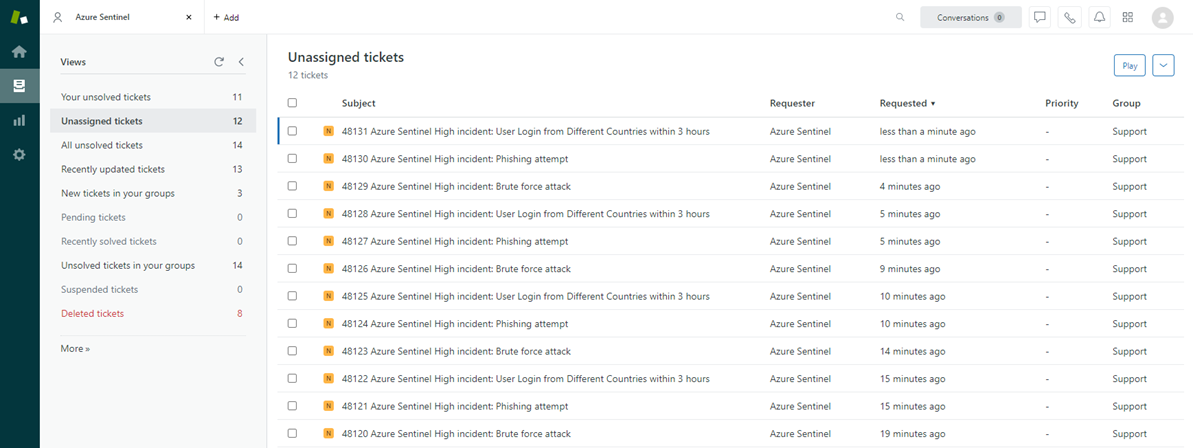 Azure Sentinel × + Add Conversations 0
Views
Your unsolved tickets 11
Unassigned tickets 12
All unsolved tickets 14
Recently updated tickets 13
New tickets in your groups 3
Pending tickets 0
Recently solved tickets 0
Unsolved tickets in your groups 14
Suspended tickets 0
Deleted tickets 8
More »
Unassigned tickets
12 tickets
Play
Subject Requester Requested ▼ Priority Group
N 48131 Azure Sentinel High incident: User Login from Different Countries within 3 hours Azure Sentinel less than a minute ago - Support
N 48130 Azure Sentinel High incident: Phishing attempt Azure Sentinel less than a minute ago - Support
N 48129 Azure Sentinel High incident: Brute force attack Azure Sentinel 4 minutes ago - Support
N 48128 Azure Sentinel High incident: User Login from Different Countries within 3 hours Azure Sentinel 5 minutes ago - Support
N 48127 Azure Sentinel High incident: Phishing attempt Azure Sentinel 5 minutes ago - Support
N 48126 Azure Sentinel High incident: Brute force attack Azure Sentinel 9 minutes ago - Support
N 48125 Azure Sentinel High incident: User Login from Different Countries within 3 hours Azure Sentinel 10 minutes ago - Support
N 48124 Azure Sentinel High incident: Phishing attempt Azure Sentinel 10 minutes ago - Support
N 48123 Azure Sentinel High incident: Brute force attack Azure Sentinel 14 minutes ago - Support
N 48122 Azure Sentinel High incident: User Login from Different Countries within 3 hours Azure Sentinel 15 minutes ago - Support
N 48121 Azure Sentinel High incident: Phishing attempt Azure Sentinel 15 minutes ago - Support
N 48120 Azure Sentinel High incident: Brute force attack Azure Sentinel 19 minutes ago - Support